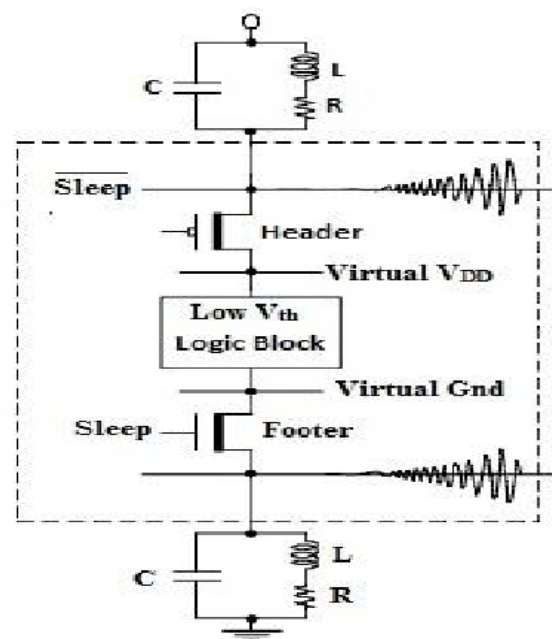 C
L
R
Sleep
Header
Virtual VDD
Low Vth
Logic Block
Virtual Gnd
Sleep
Footer
C
L
R